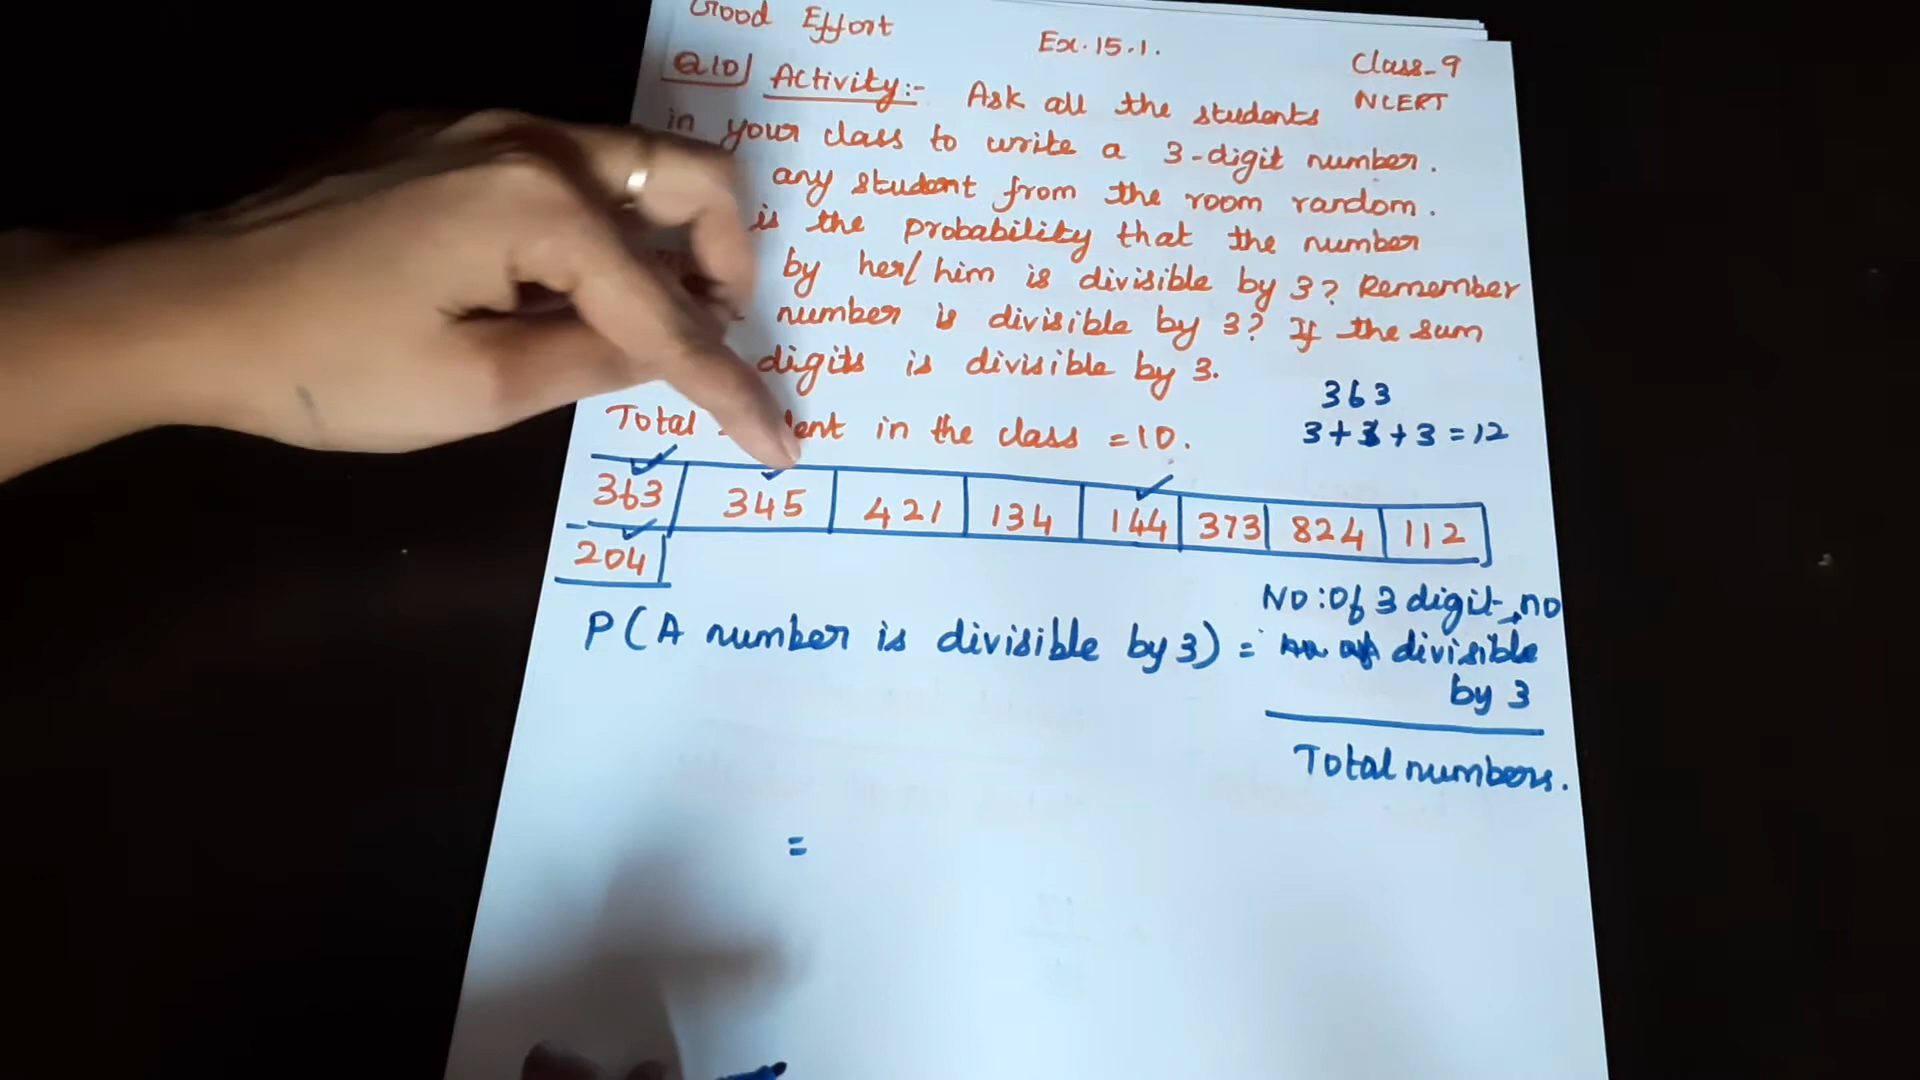 Good Effort
Ex. 15.1.
Class-9
NCERT
Q10) Activity:- Ask all the students
in your class to write a 3-digit number.
any student from the room random.
is the probability that the number
by her/him is divisible by 3? Remember
number is divisible by 3? If the sum
digits is divisible by 3.
363
3+3+3=12
Total in the class =10.
363 345 421 134 144 373 824 112
204
P(A number is divisible by 3) =
No:Of 3 digit no
divisible
by 3
Total numbers.
=